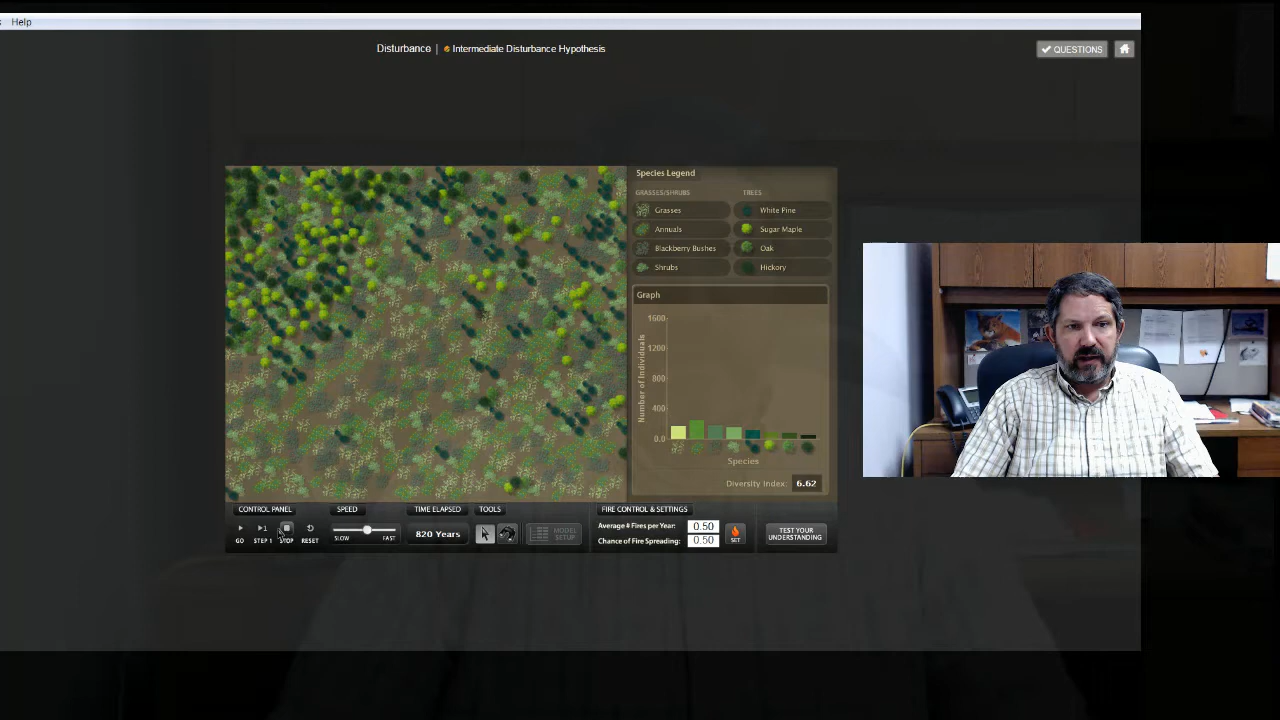 Help
Disturbance | Intermediate Disturbance Hypothesis
QUESTIONS
Species Legend
GRASSES/SHRUBS TREES
Grasses White Pine
Annuals Sugar Maple
Blackberry Bushes Oak
Shrubs Hickory
Graph
1600
1200
800
400
0.0
Number of Individuals
Species
Diversity Index: 6.62
CONTROL PANEL SPEED TIME ELAPSED TOOLS FIRE CONTROL & SETTINGS
GO STEP 1 STOP RESET
SLOW FAST
820 Years
MODEL SETUP
Average # Fires per Year: 0.50
Chance of Fire Spreading: 0.50
SET
TEST YOUR
UNDERSTANDING